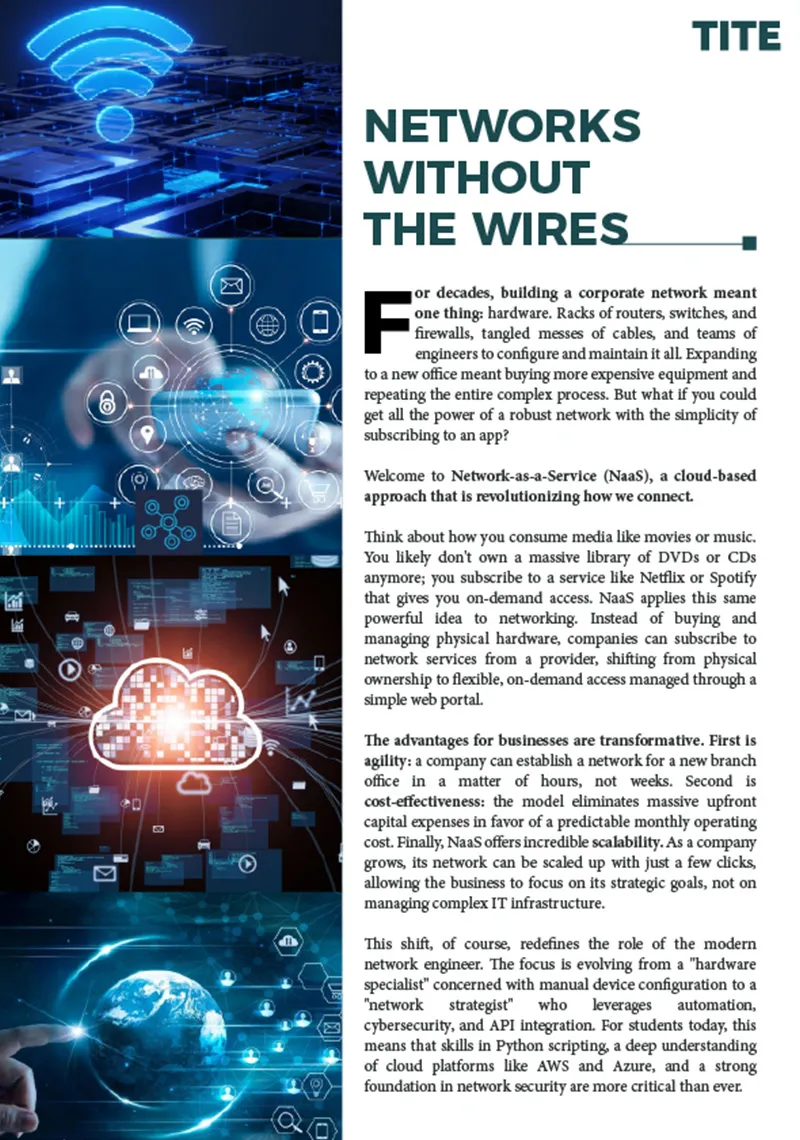 TITE
NETWORKS
WITHOUT
THE WIRES
For decades, building a corporate network meant
one thing: hardware. Racks of routers, switches, and
firewalls, tangled messes of cables, and teams of
engineers to configure and maintain it all. Expanding
to a new office meant buying more expensive equipment and
repeating the entire complex process. But what if you could
get all the power of a robust network with the simplicity of
subscribing to an app?
Welcome to Network-as-a-Service (NaaS), a cloud-based
approach that is revolutionizing how we connect.
Think about how you consume media like movies or music.
You likely don't own a massive library of DVDs or CDs
anymore; you subscribe to a service like Netflix or Spotify
that gives you on-demand access. NaaS applies this same
powerful idea to networking. Instead of buying and
managing physical hardware, companies can subscribe to
network services from a provider, shifting from physical
ownership to flexible, on-demand access managed through a
simple web portal.
The advantages for businesses are transformative. First is
agility: a company can establish a network for a new branch
office in a matter of hours, not weeks. Second is
cost-effectiveness: the model eliminates massive upfront
capital expenses in favor of a predictable monthly operating
cost. Finally, NaaS offers incredible scalability. As a company
grows, its network can be scaled up with just a few clicks,
allowing the business to focus on its strategic goals, not on
managing complex IT infrastructure.
This shift, of course, redefines the role of the modern
network engineer. The focus is evolving from a "hardware
specialist" concerned with manual device configuration to a
"network strategist" who leverages automation,
cybersecurity, and API integration. For students today, this
means that skills in Python scripting, a deep understanding
of cloud platforms like AWS and Azure, and a strong
foundation in network security are more critical than ever.